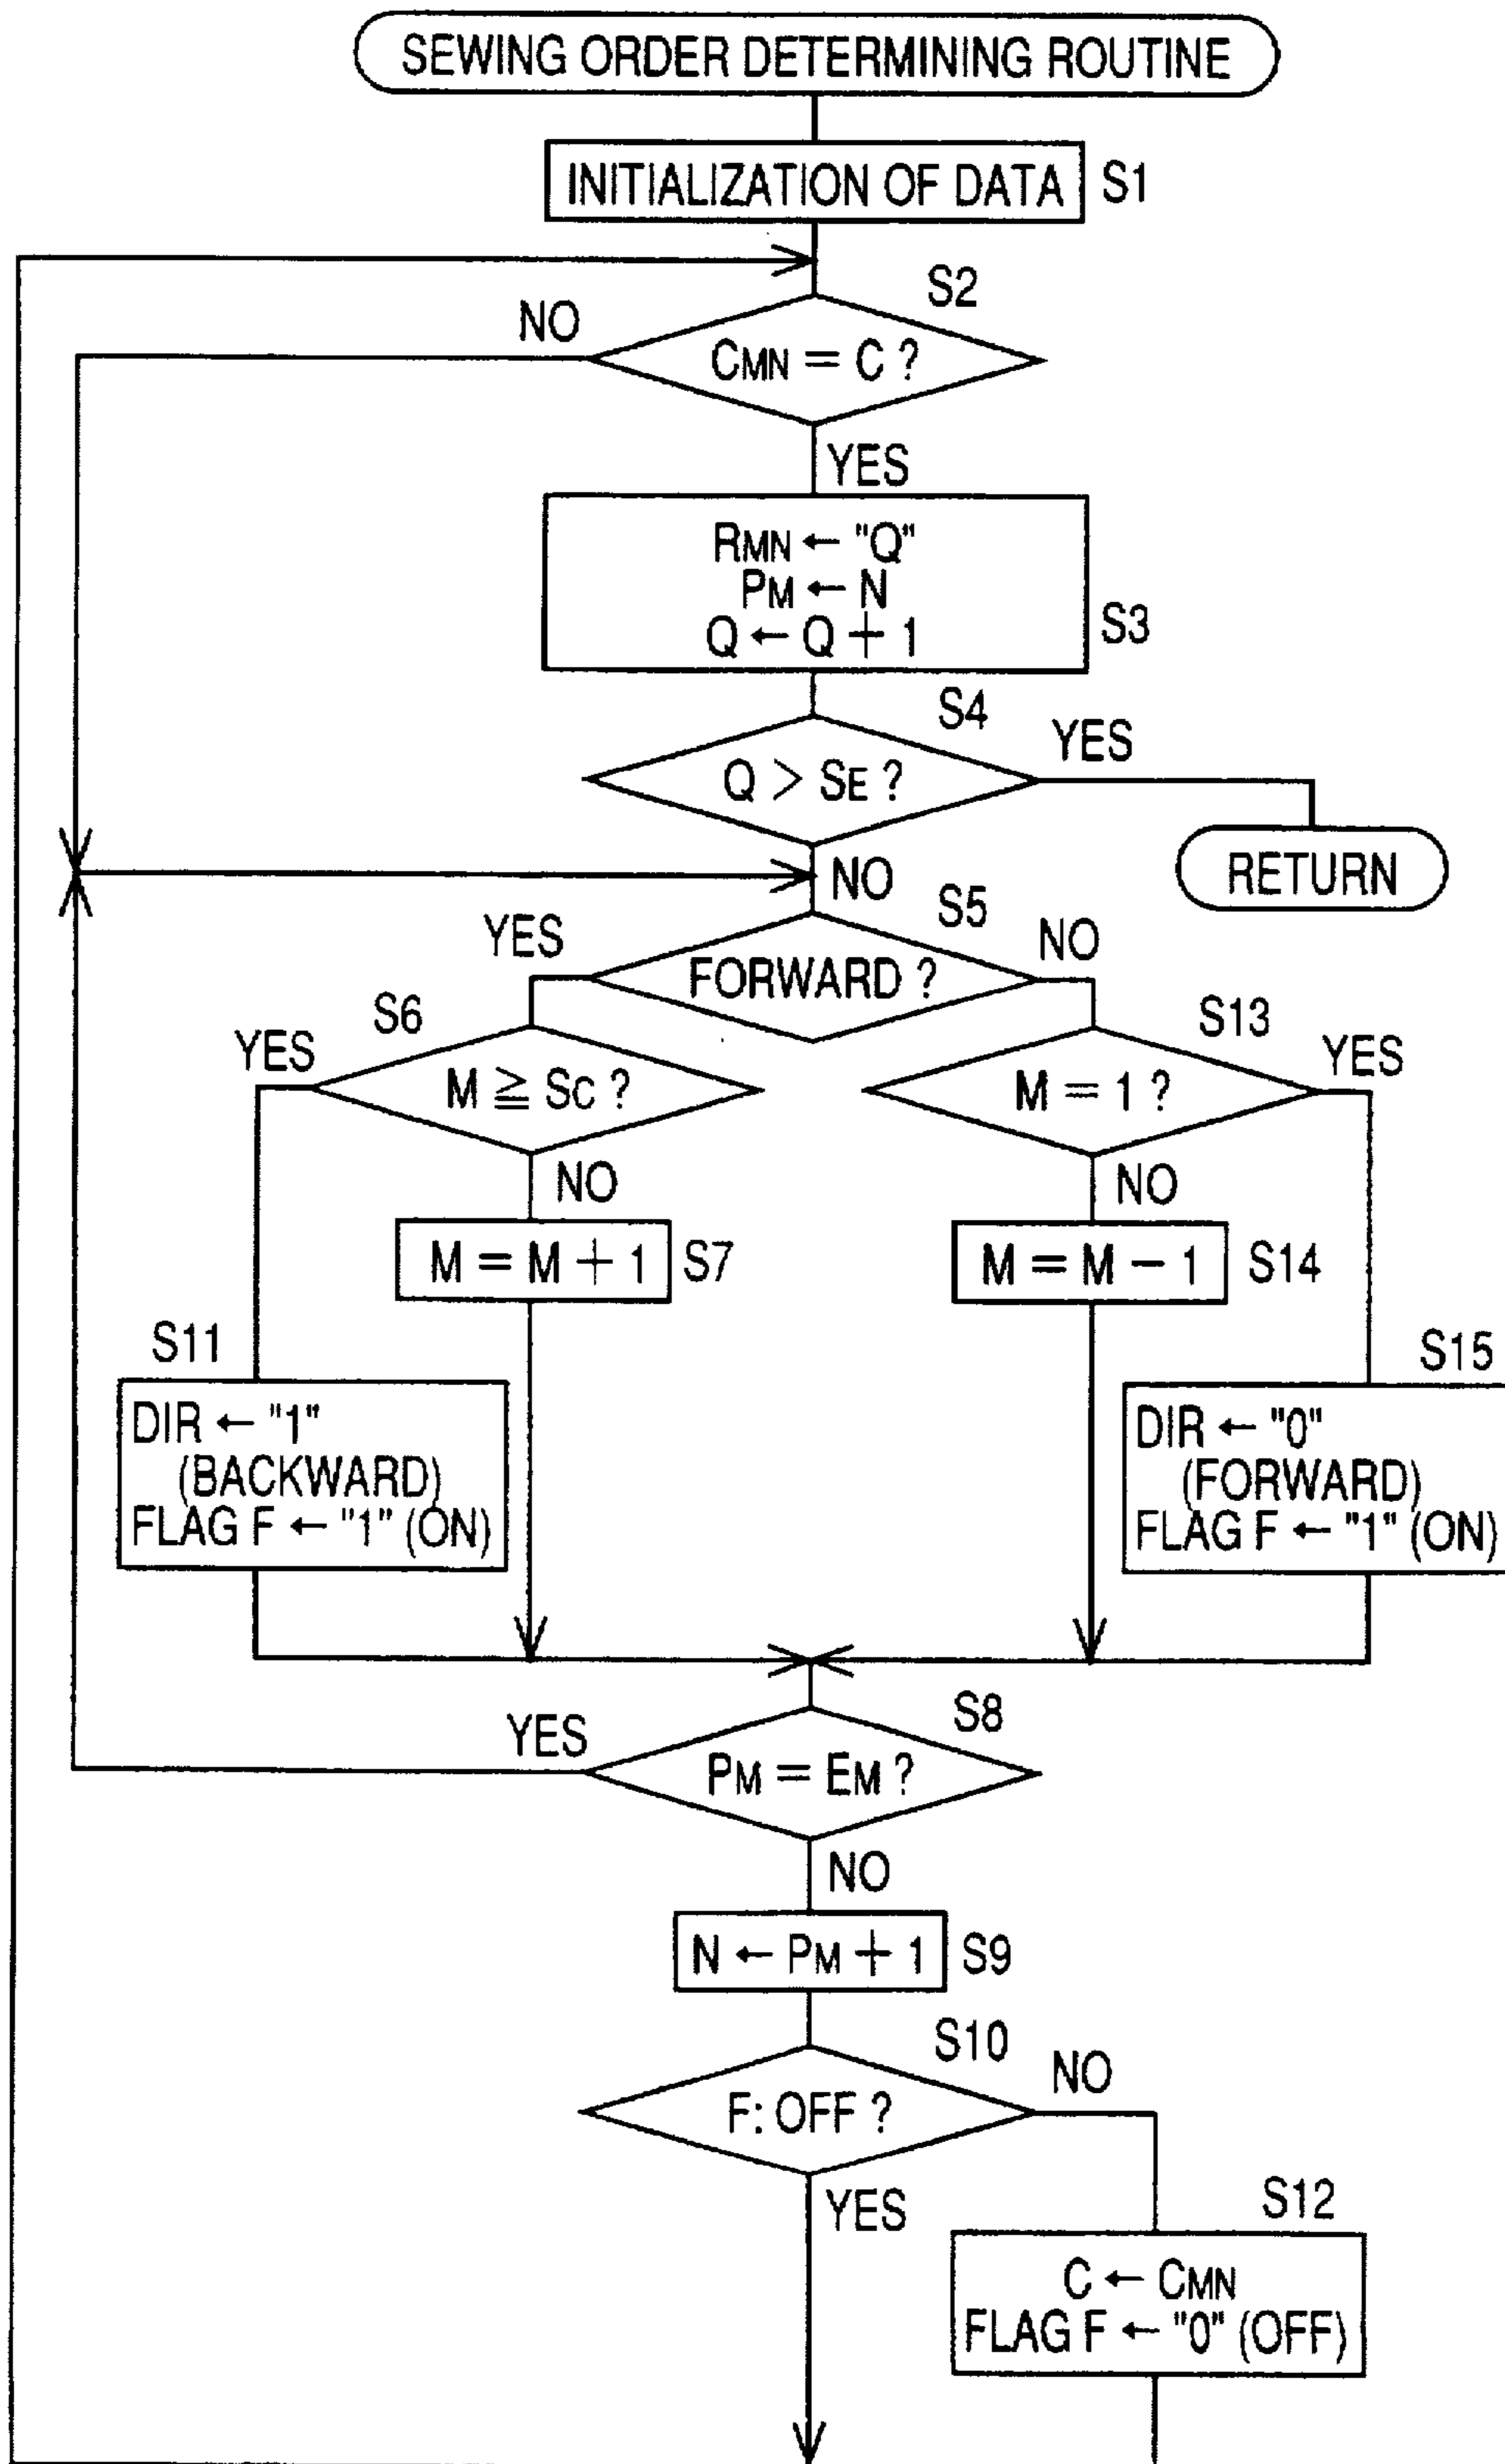 SEWING ORDER DETERMINING ROUTINE
INITIALIZATION OF DATA
S1
S2
NO
CMN = C ?
YES
RMN ← "Q"
PM ← N
Q ← Q + 1
S3
S4
YES
Q > SE ?
RETURN
NO
S5
YES
NO
FORWARD ?
S6
S13
YES
YES
M ≧ SC ?
M = 1 ?
NO
NO
M = M + 1
S7
M = M − 1
S14
S11
S15
DIR ← "1"
(BACKWARD)
FLAG F ← "1" (ON)
DIR ← "0"
(FORWARD)
FLAG F ← "1" (ON)
S8
YES
PM = EM ?
NO
N ← PM + 1
S9
S10
NO
F: OFF ?
YES
S12
C ← CMN
FLAG F ← "0" (OFF)